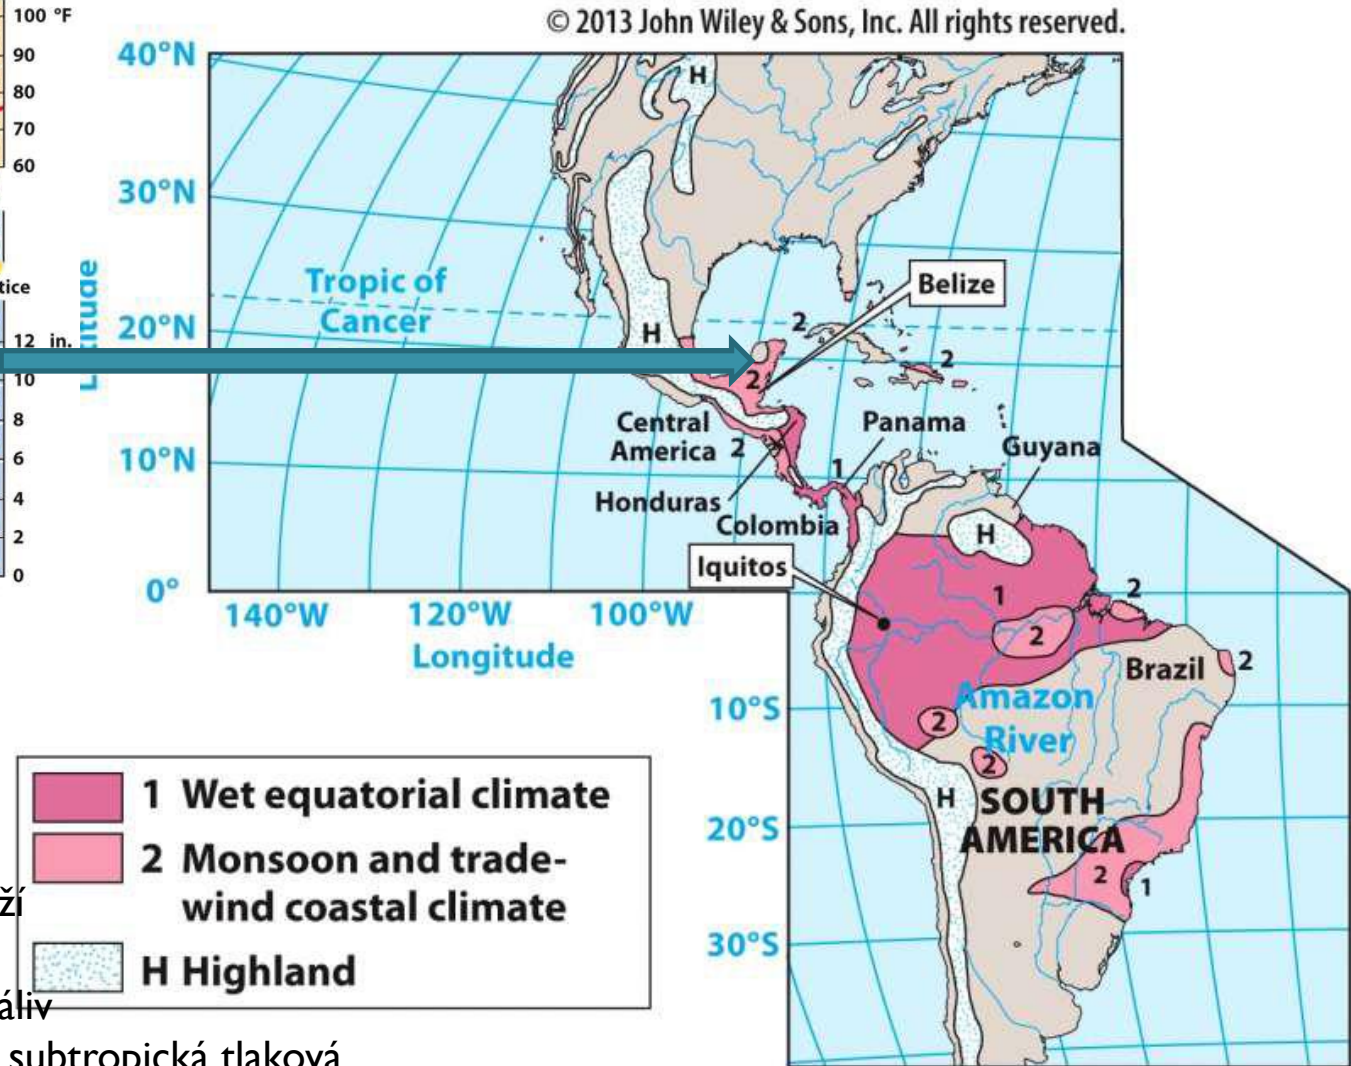 © 2013 John Wiley & Sons, Inc. All rights reserved.
100 °F
90
80
70
60
tice
12 in.
10
8
6
4
2
0
40°N
30°N
20°N
10°N
0°
10°S
20°S
30°S
140°W 120°W 100°W
Longitude
Tropic of
Cancer
H
H
Belize
2
2
2
Central
America
2
Honduras
Panama
1
Colombia
Guyana
H
Iquitos
1
2
2
Brazil
2
Amazon
River
2
2
H
SOUTH
AMERICA
2
1
1 Wet equatorial climate
2 Monsoon and trade-
wind coastal climate
H Highland
ží
áliv
subtropická tlaková